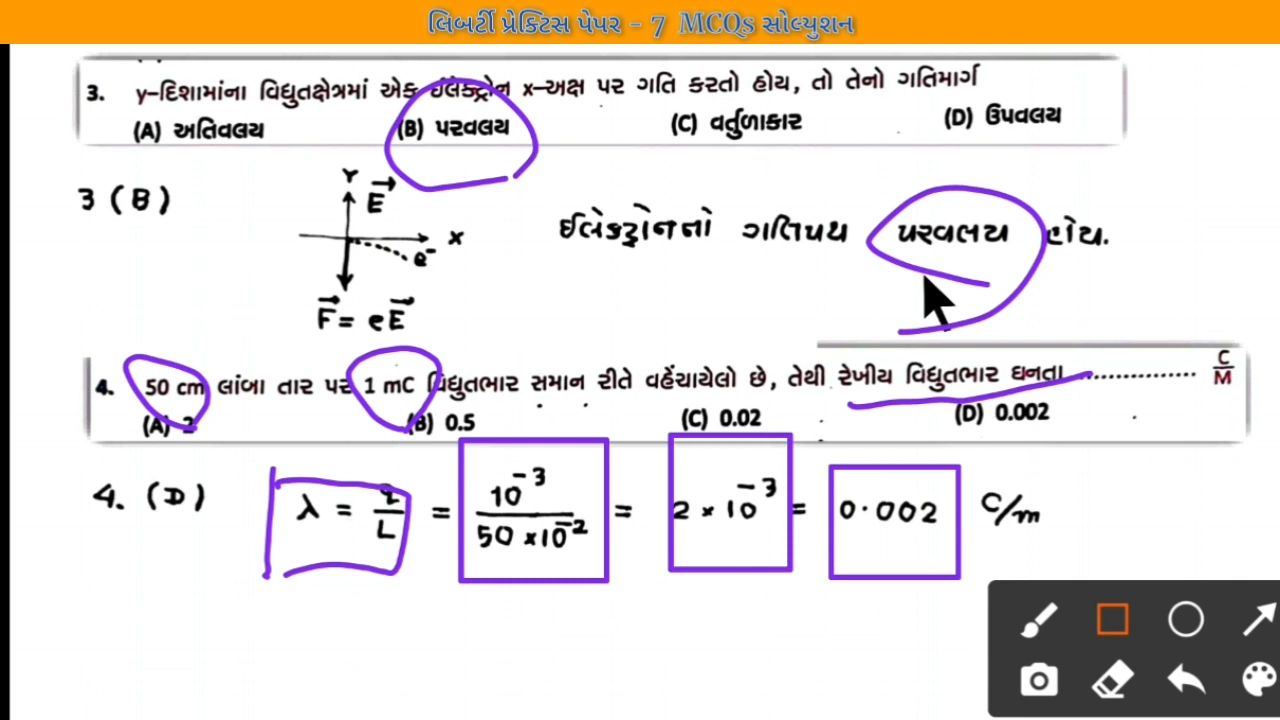 લિબર્ટી પ્રેક્ટિસ પેપર - 7 MCQs સોલ્યુશન
3. y-દિશામાંના વિદ્યુતક્ષેત્રમાં એક ઈલેક્ટ્રોન x-અક્ષ પર ગતિ કરતો હોય, તો તેનો ગતિમાર્ગ
(A) અતિવલય (B) પરવલય (C) વર્તુળાકાર (D) ઉપવલય
3 (B)
Y
E
X
e-
F = eE
ઈલેકટ્રોનનો ગતિપથ પરવલય હોય.
4. 50 cm લાંબા તાર પર 1 mC વિદ્યુતભાર સમાન રીતે વહેંચાયેલો છે, તેથી રેખીય વિદ્યુતભાર ઘનતા .................. C/M
(A) 2 (B) 0.5 (C) 0.02 (D) 0.002
4. (D) λ = q/L = 10⁻³/50 × 10⁻² = 2 × 10⁻³ = 0.002 C/m